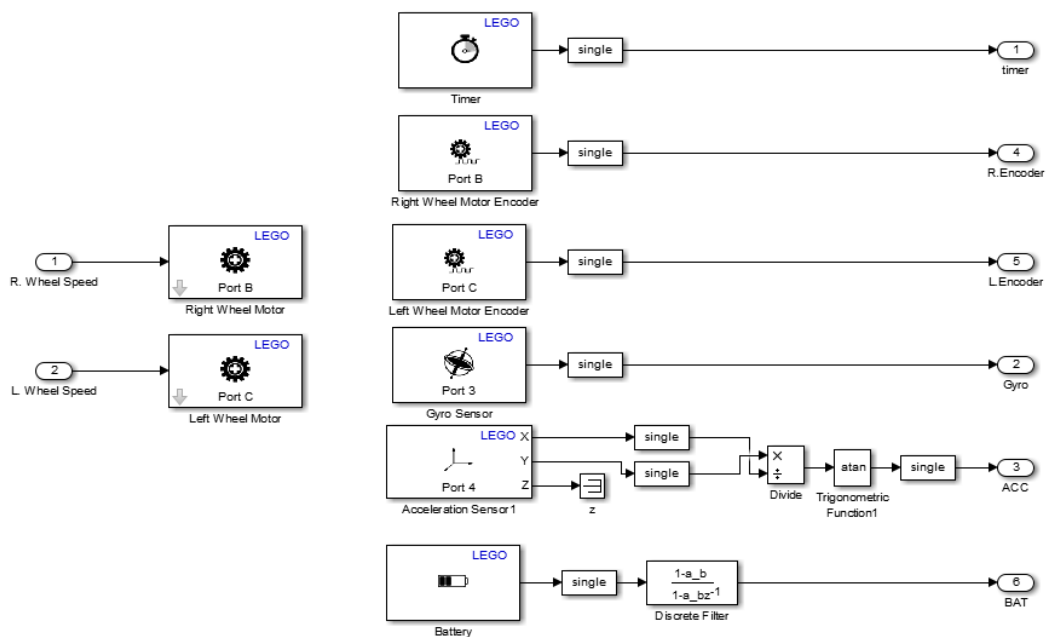 LEGO
Timer
single
1
timer
LEGO
Port B
Right Wheel Motor Encoder
single
4
R.Encoder
1
R. Wheel Speed
LEGO
Port B
Right Wheel Motor
LEGO
Port C
Left Wheel Motor Encoder
single
5
L.Encoder
2
L. Wheel Speed
LEGO
Port C
Left Wheel Motor
LEGO
Port 3
Gyro Sensor
single
2
Gyro
LEGO
X
Y
Z
Port 4
Acceleration Sensor1
single
single
z
×
÷
Divide
atan
Trigonometric
Function1
single
3
ACC
LEGO
Battery
single
1-a_b
1-a_bz-1
Discrete Filter
6
BAT